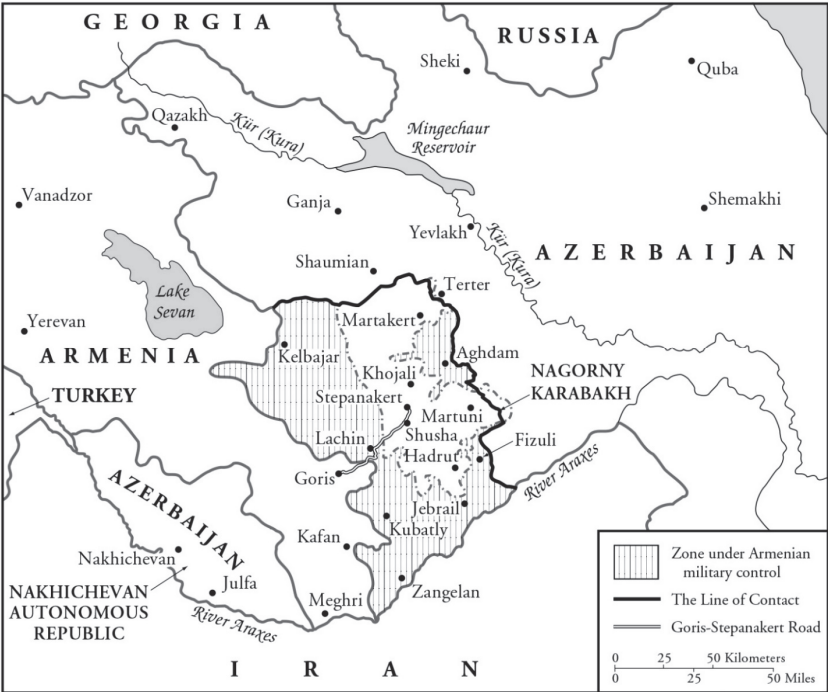 GEORGIA
RUSSIA
Sheki
Quba
Qazakh
Kür (Kura)
Mingechaur
Reservoir
Vanadzor
Ganja
Shemakhi
Yevlakh
Kür (Kura)
AZERBAIJAN
Shaumian
Terter
Lake
Sevan
Martakert
Yerevan
ARMENIA
Kelbajar
Aghdam
Khojali
NAGORNY
KARABAKH
TURKEY
Stepanakert
Martuni
Shusha
Lachin
Fizuli
Hadrut
Goris
River Araxes
AZERBAIJAN
Jebrail
Kubatly
Kafan
Nakhichevan
Zangelan
Julfa
NAKHICHEVAN
AUTONOMOUS
REPUBLIC
Meghri
River Araxes
IRAN
Zone under Armenian
military control
The Line of Contact
Goris-Stepanakert Road
0 25 50 Kilometers
0 25 50 Miles